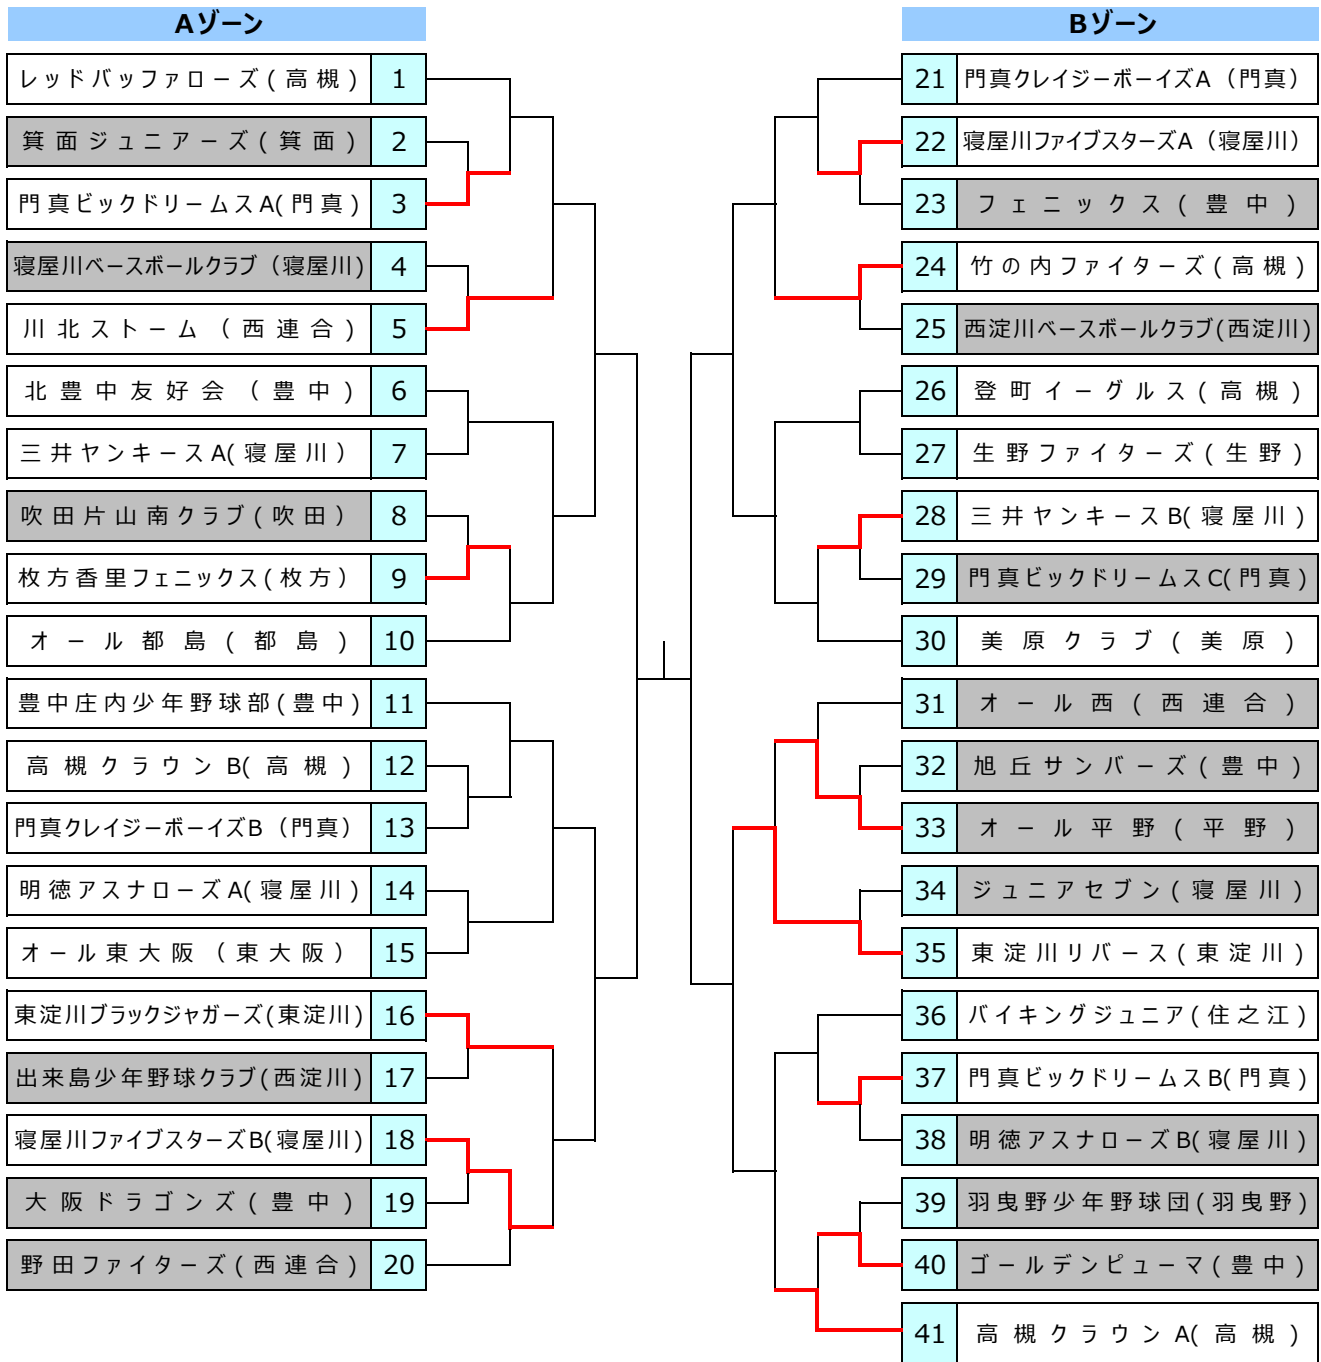 Aゾーン
レッドバッファローズ(高槻) 1
箕面ジュニアーズ(箕面) 2
門真ビックドリームスA(門真) 3
寝屋川ベースボールクラブ（寝屋川) 4
川北ストーム（西連合) 5
北豊中友好会（豊中) 6
三井ヤンキースA(寝屋川） 7
吹田片山南クラブ(吹田） 8
枚方香里フェニックス(枚方） 9
オール都島(都島) 10
豊中庄内少年野球部(豊中) 11
高槻クラウンB(高槻) 12
門真クレイジーボーイズB（門真） 13
明徳アスナローズA(寝屋川) 14
オール東大阪（東大阪） 15
東淀川ブラックジャガーズ(東淀川) 16
出来島少年野球クラブ(西淀川) 17
寝屋川ファイブスターズB(寝屋川) 18
大阪ドラゴンズ(豊中) 19
野田ファイターズ(西連合) 20
Bゾーン
21 門真クレイジーボーイズA（門真）
22 寝屋川ファイブスターズA（寝屋川）
23 フェニックス(豊中)
24 竹の内ファイターズ(高槻)
25 西淀川ベースボールクラブ(西淀川)
26 登町イーグルス(高槻)
27 生野ファイターズ(生野)
28 三井ヤンキースB(寝屋川)
29 門真ビックドリームスC(門真)
30 美原クラブ(美原)
31 オール西(西連合)
32 旭丘サンバーズ(豊中)
33 オール平野(平野)
34 ジュニアセブン(寝屋川)
35 東淀川リバース(東淀川)
36 バイキングジュニア(住之江)
37 門真ビックドリームスB(門真)
38 明徳アスナローズB(寝屋川)
39 羽曳野少年野球団(羽曳野)
40 ゴールデンピューマ(豊中)
41 高槻クラウンA(高槻)